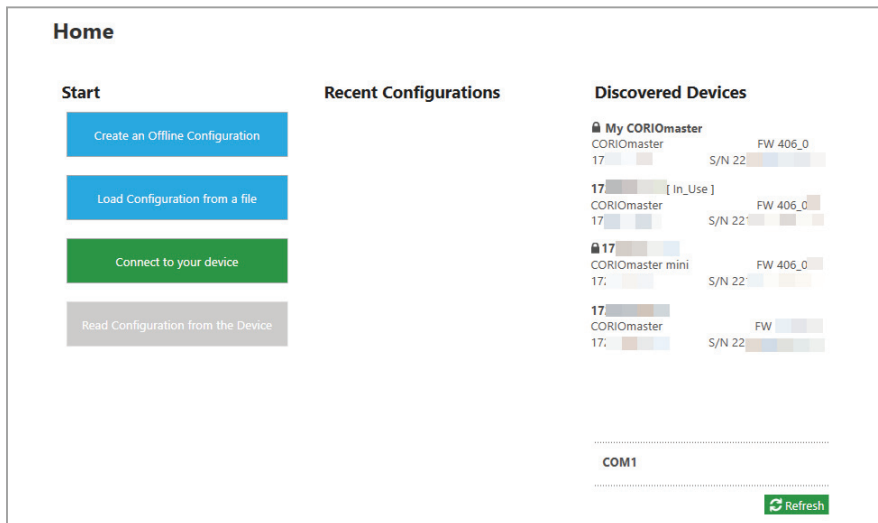 Home
Start
Create an Offline Configuration
Load Configuration from a file
Connect to your device
Read Configuration from the Device
Recent Configurations
Discovered Devices
My CORIOmaster
CORIOmaster FW 406_0
17 S/N 22
17. [ In_Use ]
CORIOmaster FW 406_0
17 S/N 22
17
CORIOmaster mini FW 406_0
17 S/N 22
17.
CORIOmaster FW
17 S/N 22
COM1
Refresh